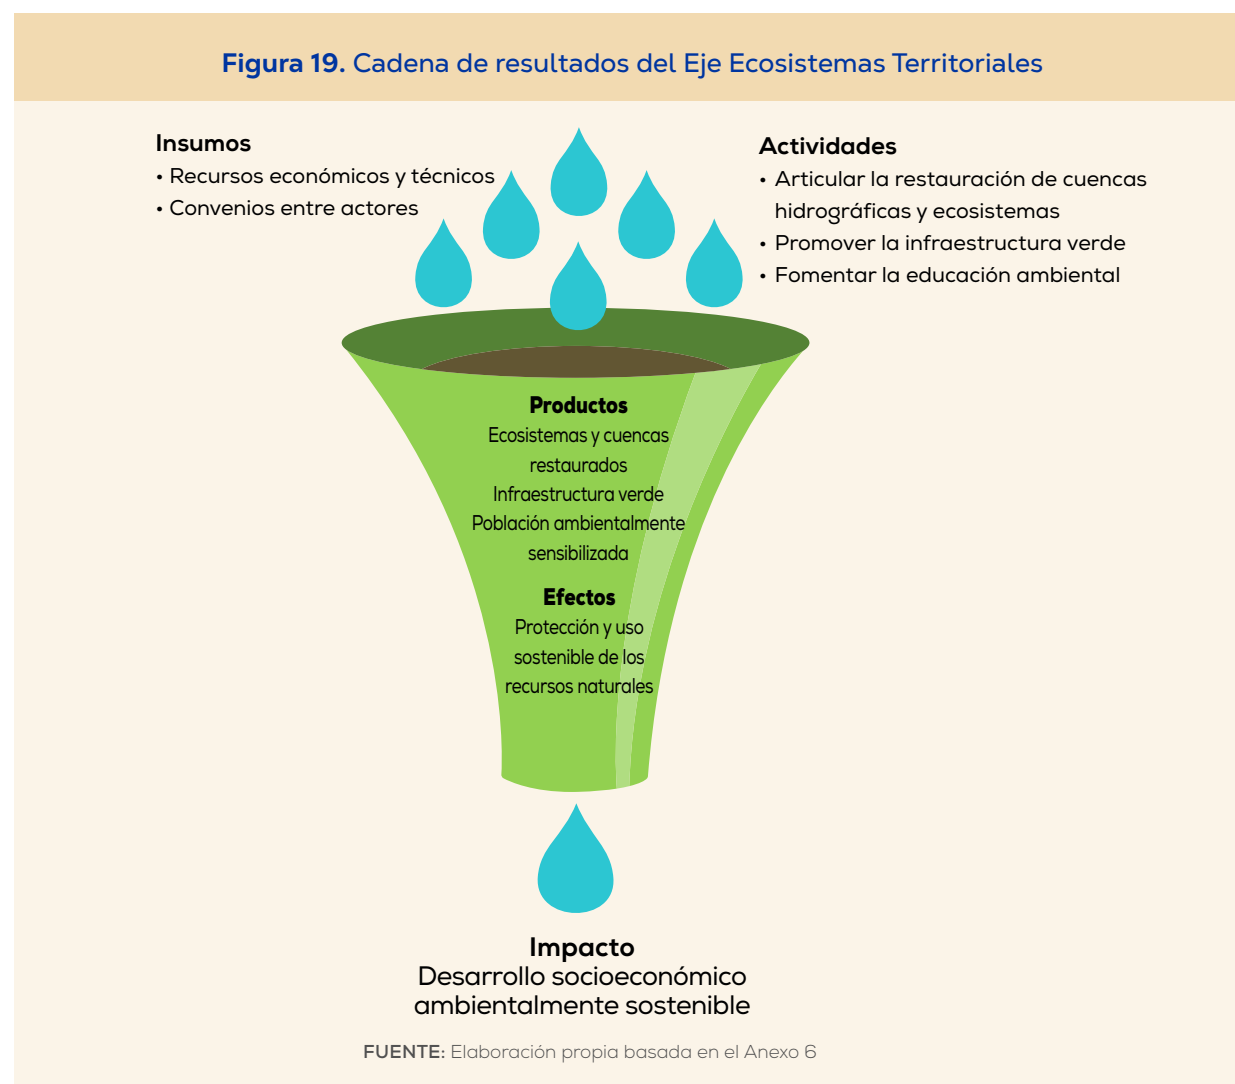 Figura 19. Cadena de resultados del Eje Ecosistemas Territoriales
Insumos
• Recursos económicos y técnicos
• Convenios entre actores
Actividades
• Articular la restauración de cuencas
hidrográficas y ecosistemas
• Promover la infraestructura verde
• Fomentar la educación ambiental
Productos
Ecosistemas y cuencas
restaurados
Infraestructura verde
Población ambientalmente
sensibilizada
Efectos
Protección y uso
sostenible de los
recursos naturales
Impacto
Desarrollo socioeconómico
ambientalmente sostenible
FUENTE: Elaboración propia basada en el Anexo 6